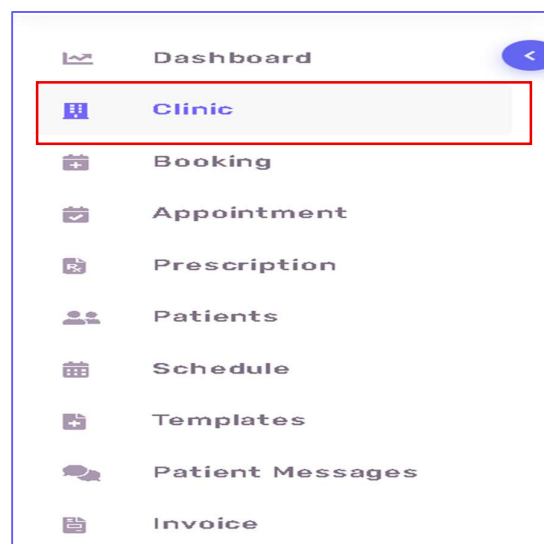 Dashboard
Clinic
Booking
Appointment
Prescription
Patients
Schedule
Templates
Patient Messages
Invoice